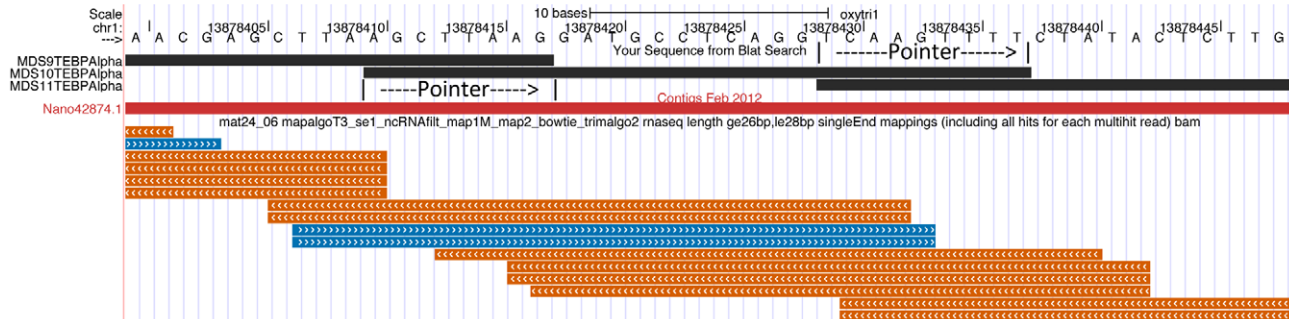 Scale 10 bases oxytri1
chr1: 13878405 13878410 13878415 13878420 13878425 13878430 13878435 13878440 13878445
---> A A C G A G C T T A A G C T T A A G G A T G C C T C A G G T C A A G T T T T C T A T A C T C T T G
Your Sequence from Blat Search
| -------Pointer------> |
MDS9TEBPAlpha
MDS10TEBPAlpha
MDS11TEBPAlpha
| -----Pointer-----> |
Contigs Feb 2012
Nano42874.1
mat24_06 mapalgoT3_se1_ncRNAfilt_map1M_map2_bowtie_trimalgo2 rnaseq length ge26bp,le28bp singleEnd mappings (including all hits for each multihit read) bam